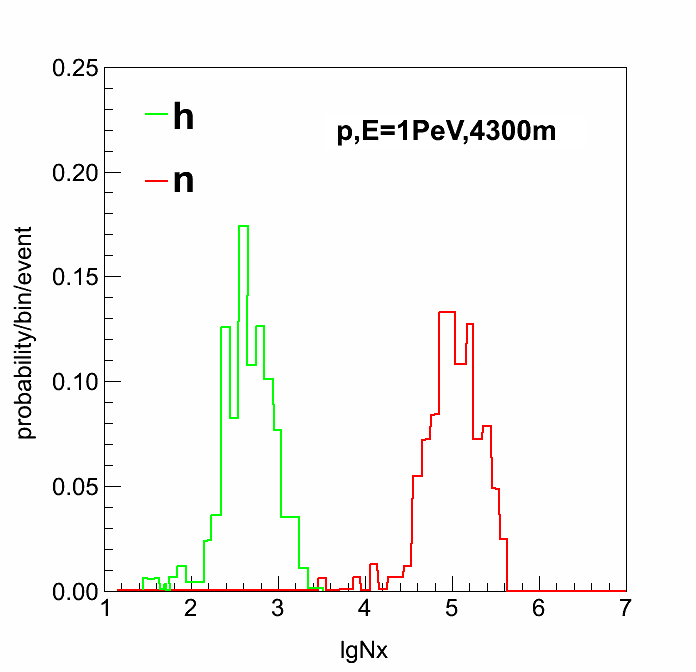 0.25
h
p,E=1PeV,4300m
0.20
n
0.15
probability/bin/event
0.10
0.05
0.00
1 2 3 4 5 6 7
lgNx